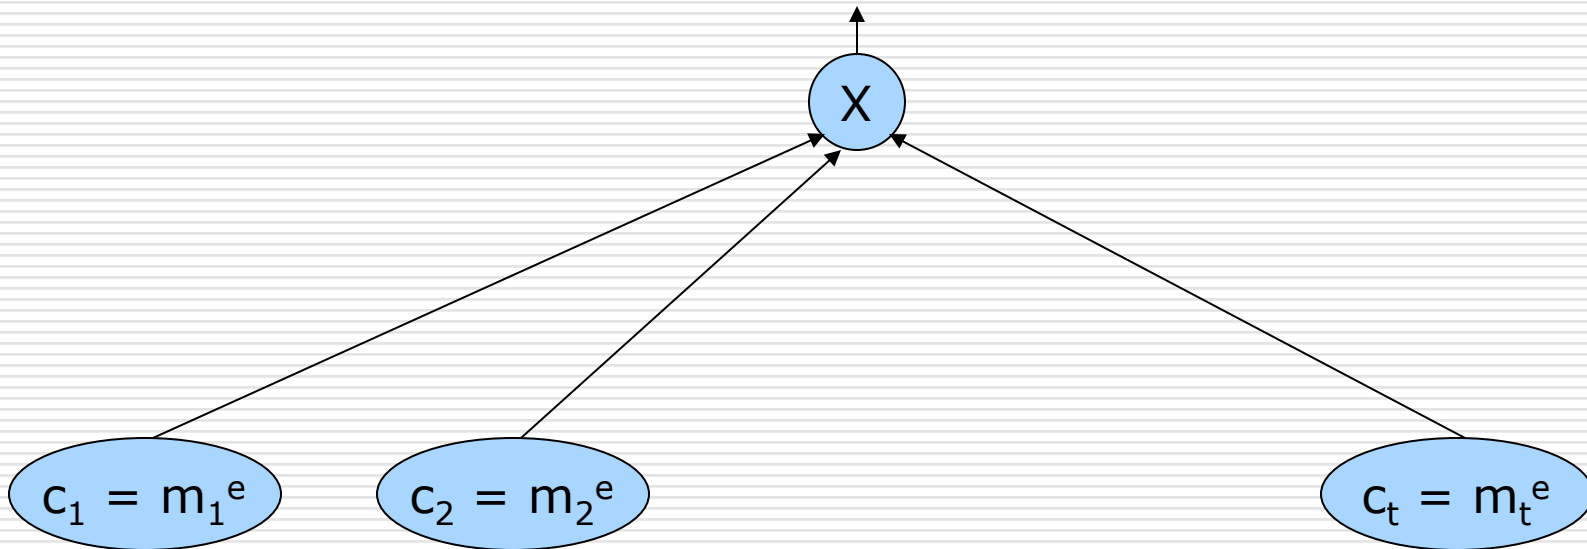 X
c₁ = m₁ᵉ
c₂ = m₂ᵉ
cₜ = mₜᵉ